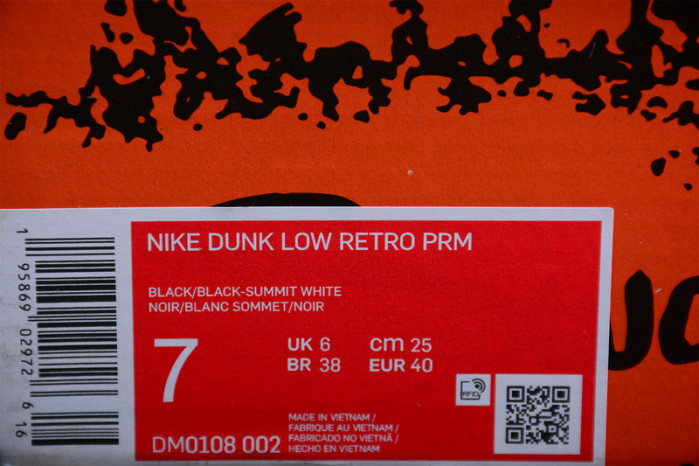 NIKE DUNK LOW RETRO PRM
BLACK/BLACK-SUMMIT WHITE
NOIR/BLANC SOMMET/NOIR
7
UK 6 cm 25
BR 38 EUR 40
RFID
MADE IN VIETNAM /
FABRIQUE AU VIETNAM /
FABRICADO NO VIETNÃ /
HECHO EN VIETNAM
DM0108 002
1 95869 02972 6 16